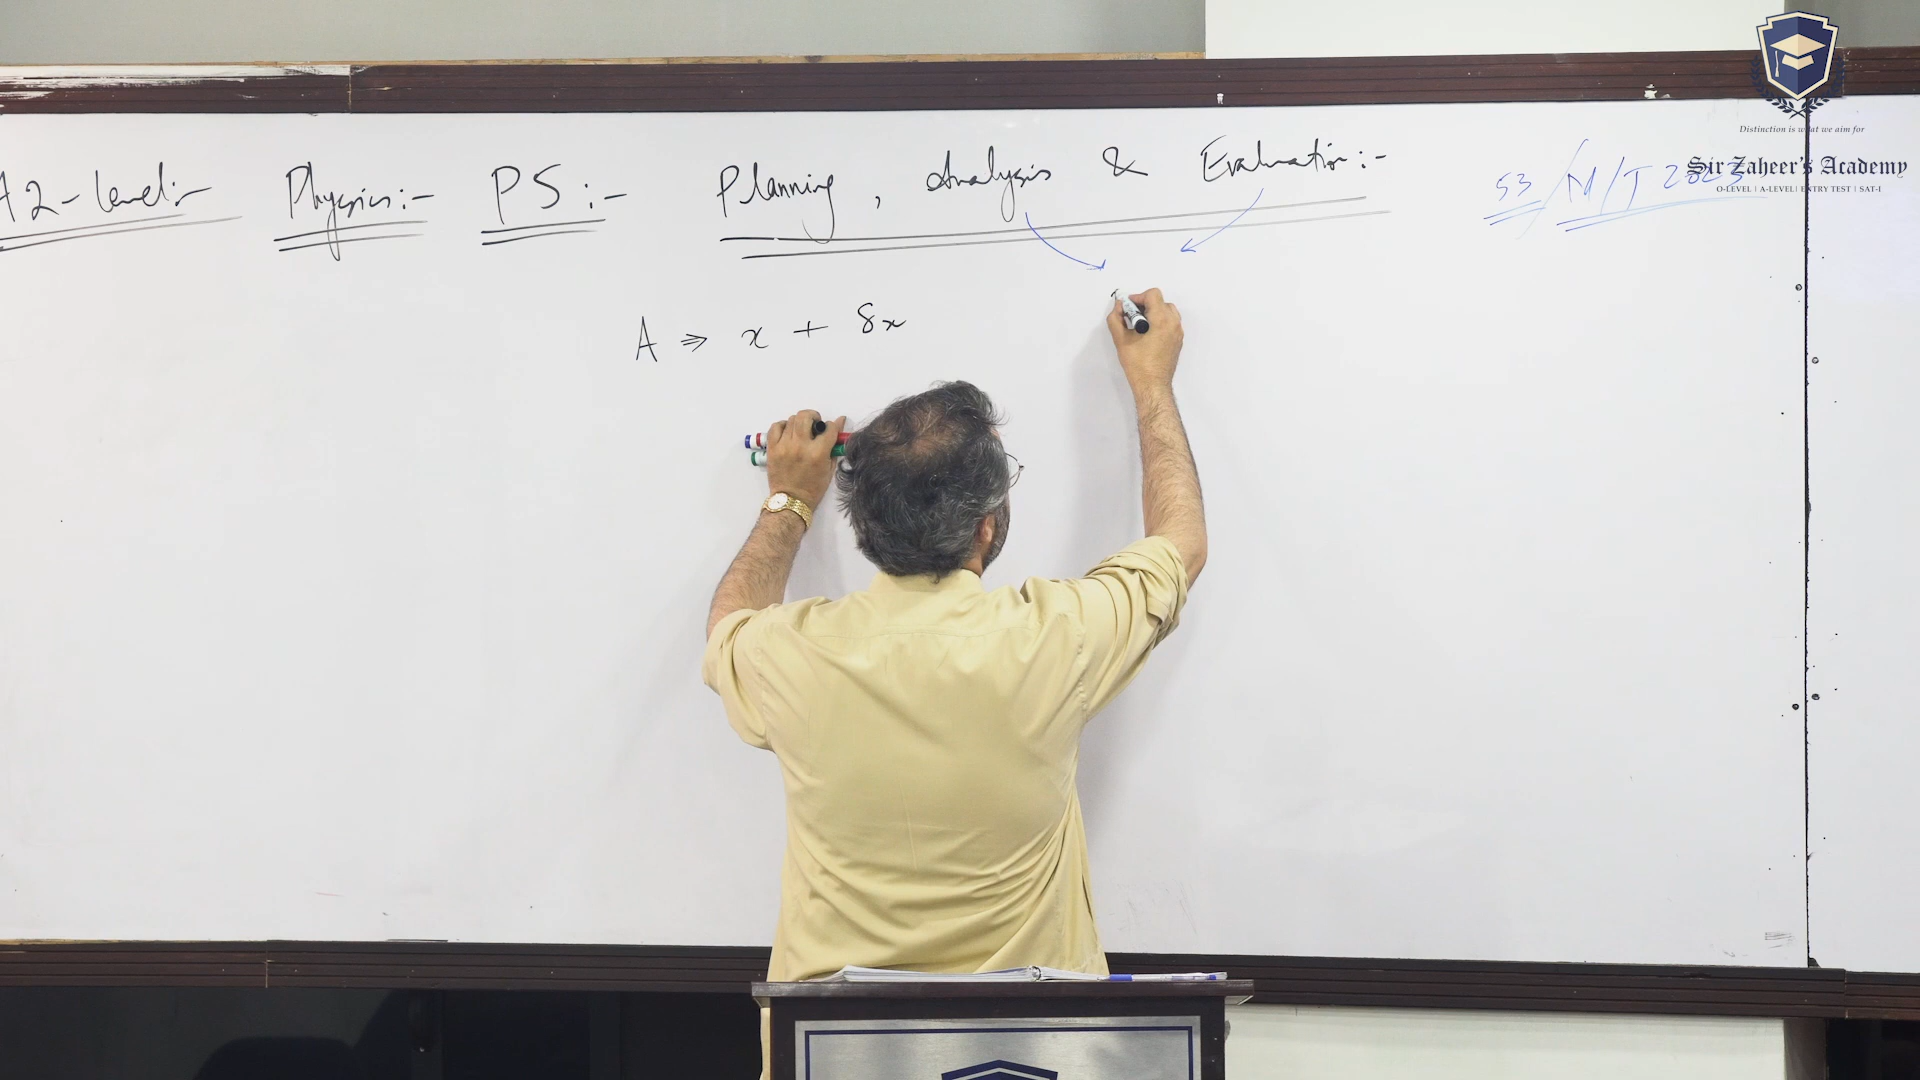 A2-Level:- Physics:- P5:- Planning, Analysis & Evaluation:- 53/M/J 2023
A ⇒ x + δx
Distinction is what we aim for
Sir Zaheer's Academy
O-LEVEL | A-LEVEL | ENTRY TEST | SAT-I